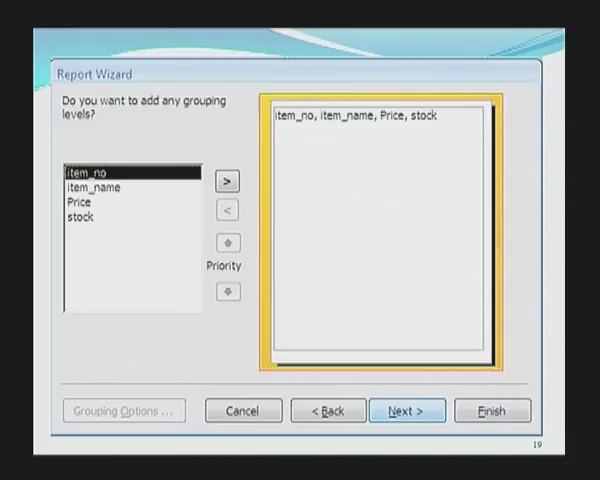 Report Wizard
Do you want to add any grouping
levels?
item_no, item_name, Price, stock
item_no
item_name
Price
stock
>
<
Priority
Grouping Options ...
Cancel
< Back
Next >
Finish
19